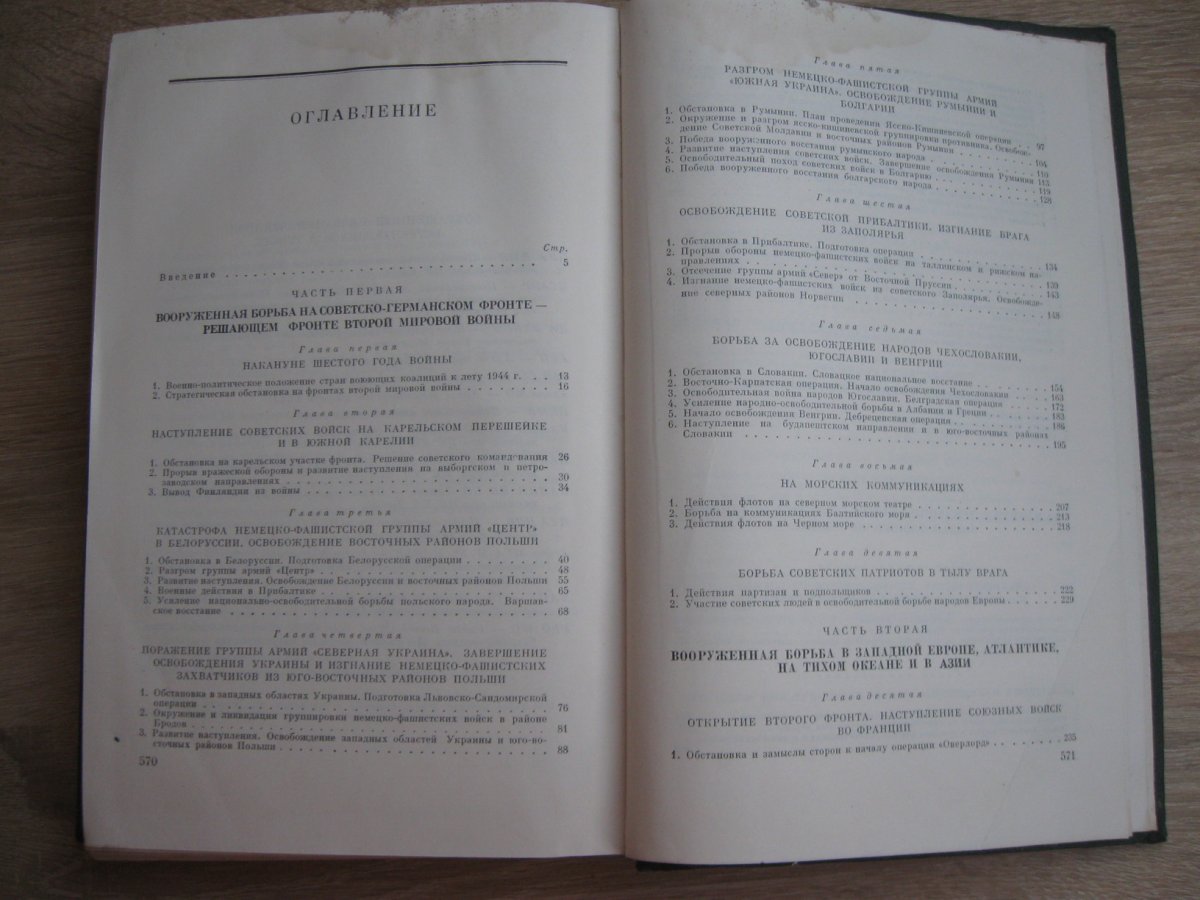 ОГЛАВЛЕНИЕ
Стр.
Введение . . . 5
ЧАСТЬ ПЕРВАЯ
ВООРУЖЕННАЯ БОРЬБА НА СОВЕТСКО-ГЕРМАНСКОМ ФРОНТЕ —
РЕШАЮЩЕМ ФРОНТЕ ВТОРОЙ МИРОВОЙ ВОЙНЫ
Глава первая
НАКАНУНЕ ШЕСТОГО ГОДА ВОЙНЫ
1. Военно-политическое положение стран воюющих коалиций к лету 1944 г. . . 13
2. Стратегическая обстановка на фронтах второй мировой войны . . . 16
Глава вторая
НАСТУПЛЕНИЕ СОВЕТСКИХ ВОЙСК НА КАРЕЛЬСКОМ ПЕРЕШЕЙКЕ
И В ЮЖНОЙ КАРЕЛИИ
1. Обстановка на карельском участке фронта. Решение советского командования 26
2. Прорыв вражеской обороны и развитие наступления на выборгском и петро-
заводском направлениях . . . 30
3. Вывод Финляндии из войны . . . 34
Глава третья
КАТАСТРОФА НЕМЕЦКО-ФАШИСТСКОЙ ГРУППЫ АРМИЙ «ЦЕНТР»
В БЕЛОРУССИИ. ОСВОБОЖДЕНИЕ ВОСТОЧНЫХ РАЙОНОВ ПОЛЬШИ
1. Обстановка в Белоруссии. Подготовка Белорусской операции . . . 40
2. Разгром группы армий «Центр» . . . 48
3. Развитие наступления. Освобождение Белоруссии и восточных районов Польши 55
4. Военные действия в Прибалтике . . . 65
5. Усиление национально-освободительной борьбы польского народа. Варшав-
ское восстание . . . 68
Глава четвертая
ПОРАЖЕНИЕ ГРУППЫ АРМИЙ «СЕВЕРНАЯ УКРАИНА». ЗАВЕРШЕНИЕ
ОСВОБОЖДЕНИЯ УКРАИНЫ И ИЗГНАНИЕ НЕМЕЦКО-ФАШИСТСКИХ
ЗАХВАТЧИКОВ ИЗ ЮГО-ВОСТОЧНЫХ РАЙОНОВ ПОЛЬШИ
1. Обстановка в западных областях Украины. Подготовка Львовско-Сандомирской
операции . . . 76
2. Окружение и ликвидация группировки немецко-фашистских войск в районе
Бродов . . . 81
3. Развитие наступления. Освобождение западных областей Украины и юго-вос-
точных районов Польши . . . 88
570
Глава пятая
РАЗГРОМ НЕМЕЦКО-ФАШИСТСКОЙ ГРУППЫ АРМИЙ
«ЮЖНАЯ УКРАИНА». ОСВОБОЖДЕНИЕ РУМЫНИИ И
БОЛГАРИИ
1. Обстановка в Румынии. План проведения Ясско-Кишиневской операции . . 97
2. Окружение и разгром ясско-кишиневской группировки противника. Освобож-
дение Советской Молдавии и восточных районов Румынии . . . 104
3. Победа вооруженного восстания румынского народа . . . 110
4. Развитие наступления советских войск. Завершение освобождения Румынии 113
5. Освободительный поход советских войск в Болгарию . . . 119
6. Победа вооруженного восстания болгарского народа . . . 128
Глава шестая
ОСВОБОЖДЕНИЕ СОВЕТСКОЙ ПРИБАЛТИКИ. ИЗГНАНИЕ ВРАГА
ИЗ ЗАПОЛЯРЬЯ
1. Обстановка в Прибалтике. Подготовка операции . . . 134
2. Прорыв обороны немецко-фашистских войск на таллинском и рижском на-
правлениях . . . 139
3. Отсечение группы армий «Север» от Восточной Пруссии . . . 143
4. Изгнание немецко-фашистских войск из советского Заполярья. Освобожде-
ние северных районов Норвегии . . . 148
Глава седьмая
БОРЬБА ЗА ОСВОБОЖДЕНИЕ НАРОДОВ ЧЕХОСЛОВАКИИ,
ЮГОСЛАВИИ И ВЕНГРИИ
1. Обстановка в Словакии. Словацкое национальное восстание . . . 154
2. Восточно-Карпатская операция. Начало освобождения Чехословакии . . . 163
3. Освободительная война народов Югославии. Белградская операция . . . 172
4. Усиление народно-освободительной борьбы в Албании и Греции . . . 183
5. Начало освобождения Венгрии. Дебреценская операция . . . 186
6. Наступление на будапештском направлении и в юго-восточных районах
Словакии . . . 195
Глава восьмая
НА МОРСКИХ КОММУНИКАЦИЯХ
1. Действия флотов на северном морском театре . . . 207
2. Борьба на коммуникациях Балтийского моря . . . 213
3. Действия флотов на Черном море . . . 218
Глава девятая
БОРЬБА СОВЕТСКИХ ПАТРИОТОВ В ТЫЛУ ВРАГА
1. Действия партизан и подпольщиков . . . 222
2. Участие советских людей в освободительной борьбе народов Европы . . . 229
ЧАСТЬ ВТОРАЯ
ВООРУЖЕННАЯ БОРЬБА В ЗАПАДНОЙ ЕВРОПЕ, АТЛАНТИКЕ,
НА ТИХОМ ОКЕАНЕ И В АЗИИ
Глава десятая
ОТКРЫТИЕ ВТОРОГО ФРОНТА. НАСТУПЛЕНИЕ СОЮЗНЫХ ВОЙСК
ВО ФРАНЦИИ
1. Обстановка и замыслы сторон к началу операции «Оверлорд» . . . 235
571